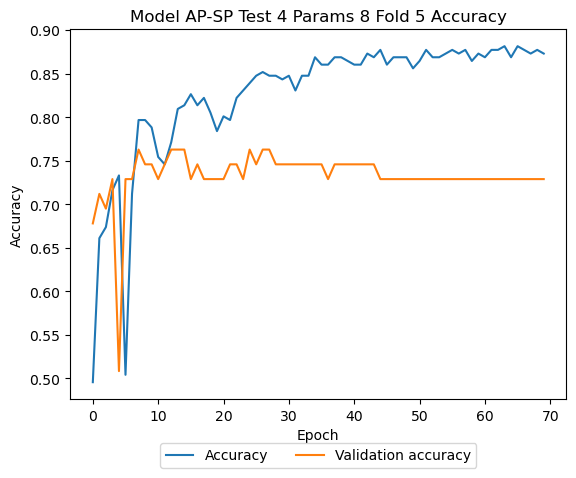 Model AP-SP Test 4 Params 8 Fold 5 Accuracy
0.90
0.85
0.80
0.75
0.70
0.65
0.60
0.55
0.50
Accuracy
0 10 20 30 40 50 60 70
Epoch
Accuracy Validation accuracy